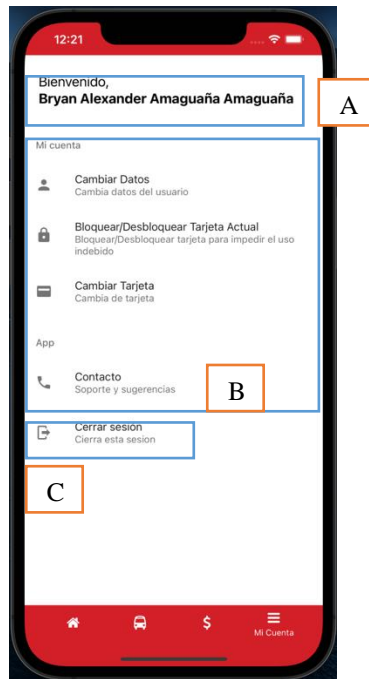 12:21
Bienvenido,
Bryan Alexander Amaguaña Amaguaña
A
Mi cuenta
Cambiar Datos
Cambia datos del usuario
Bloquear/Desbloquear Tarjeta Actual
Bloquear/Desbloquear tarjeta para impedir el uso
indebido
Cambiar Tarjeta
Cambia de tarjeta
App
Contacto
Soporte y sugerencias
B
Cerrar sesión
Cierra esta sesion
C
Mi Cuenta